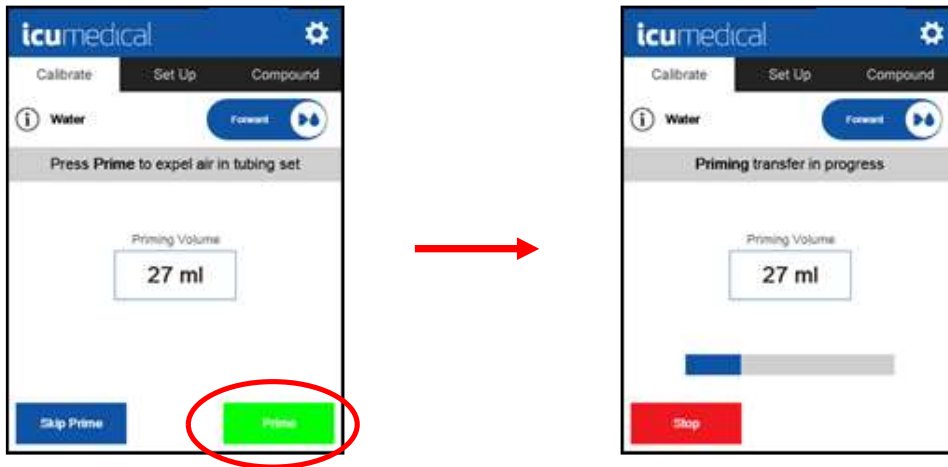 icumedical
Calibrate Set Up Compound
Water Forward
Press Prime to expel air in tubing set
Priming Volume
27 ml
Skip Prime Prime
icumedical
Calibrate Set Up Compound
Water Forward
Priming transfer in progress
Priming Volume
27 ml
Stop